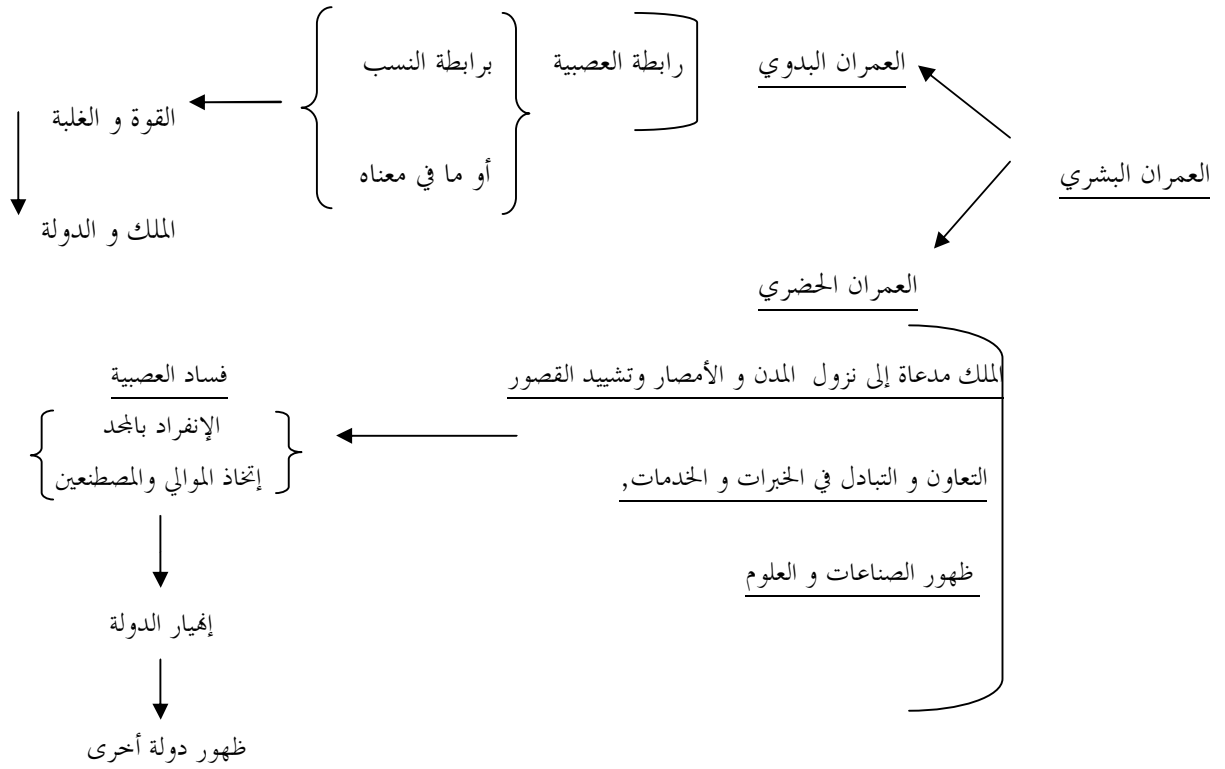 العمران البشري
العمران البدوي
رابطة العصبية
برابطة النسب
أو ما في معناه
القوة و الغلبة
الملك و الدولة
العمران الحضري
الملك مدعاة إلى نزول المدن و الأمصار وتشييد القصور
التعاون و التبادل في الخبرات و الخدمات,
ظهور الصناعات و العلوم
فساد العصبية
الإنفراد بالمجد
إتخاذ الموالي والمصطنعين
إنهيار الدولة
ظهور دولة أخرى